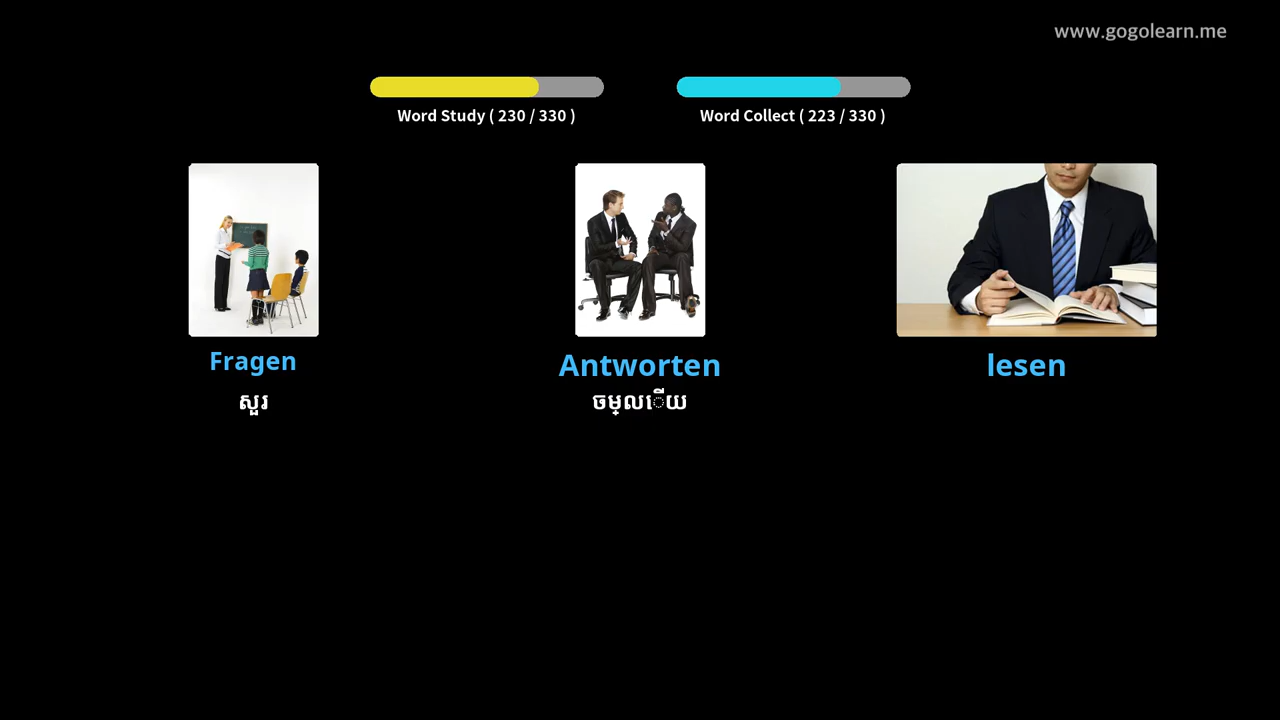 www.gogolearn.me
Word Study ( 230 / 330 )
Word Collect ( 223 / 330 )
Fragen
Antworten
lesen
សួរ
ចម្លើយ